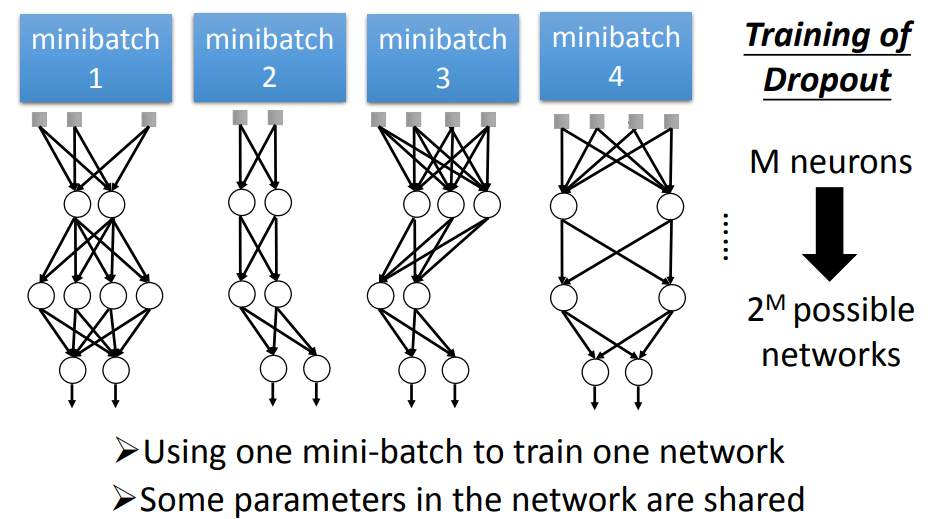 minibatch
1
minibatch
2
minibatch
3
minibatch
4
Training of
Dropout
M neurons
2^M possible
networks
……
➢Using one mini-batch to train one network
➢Some parameters in the network are shared